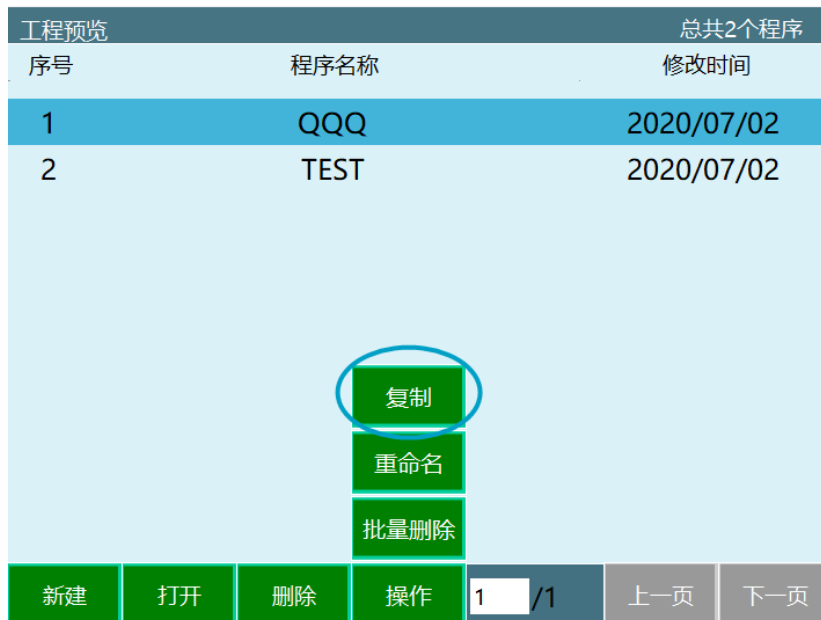 工程预览 总共2个程序
序号 程序名称 修改时间
1 QQQ 2020/07/02
2 TEST 2020/07/02
复制
重命名
批量删除
新建 打开 删除 操作 1 /1 上一页 下一页